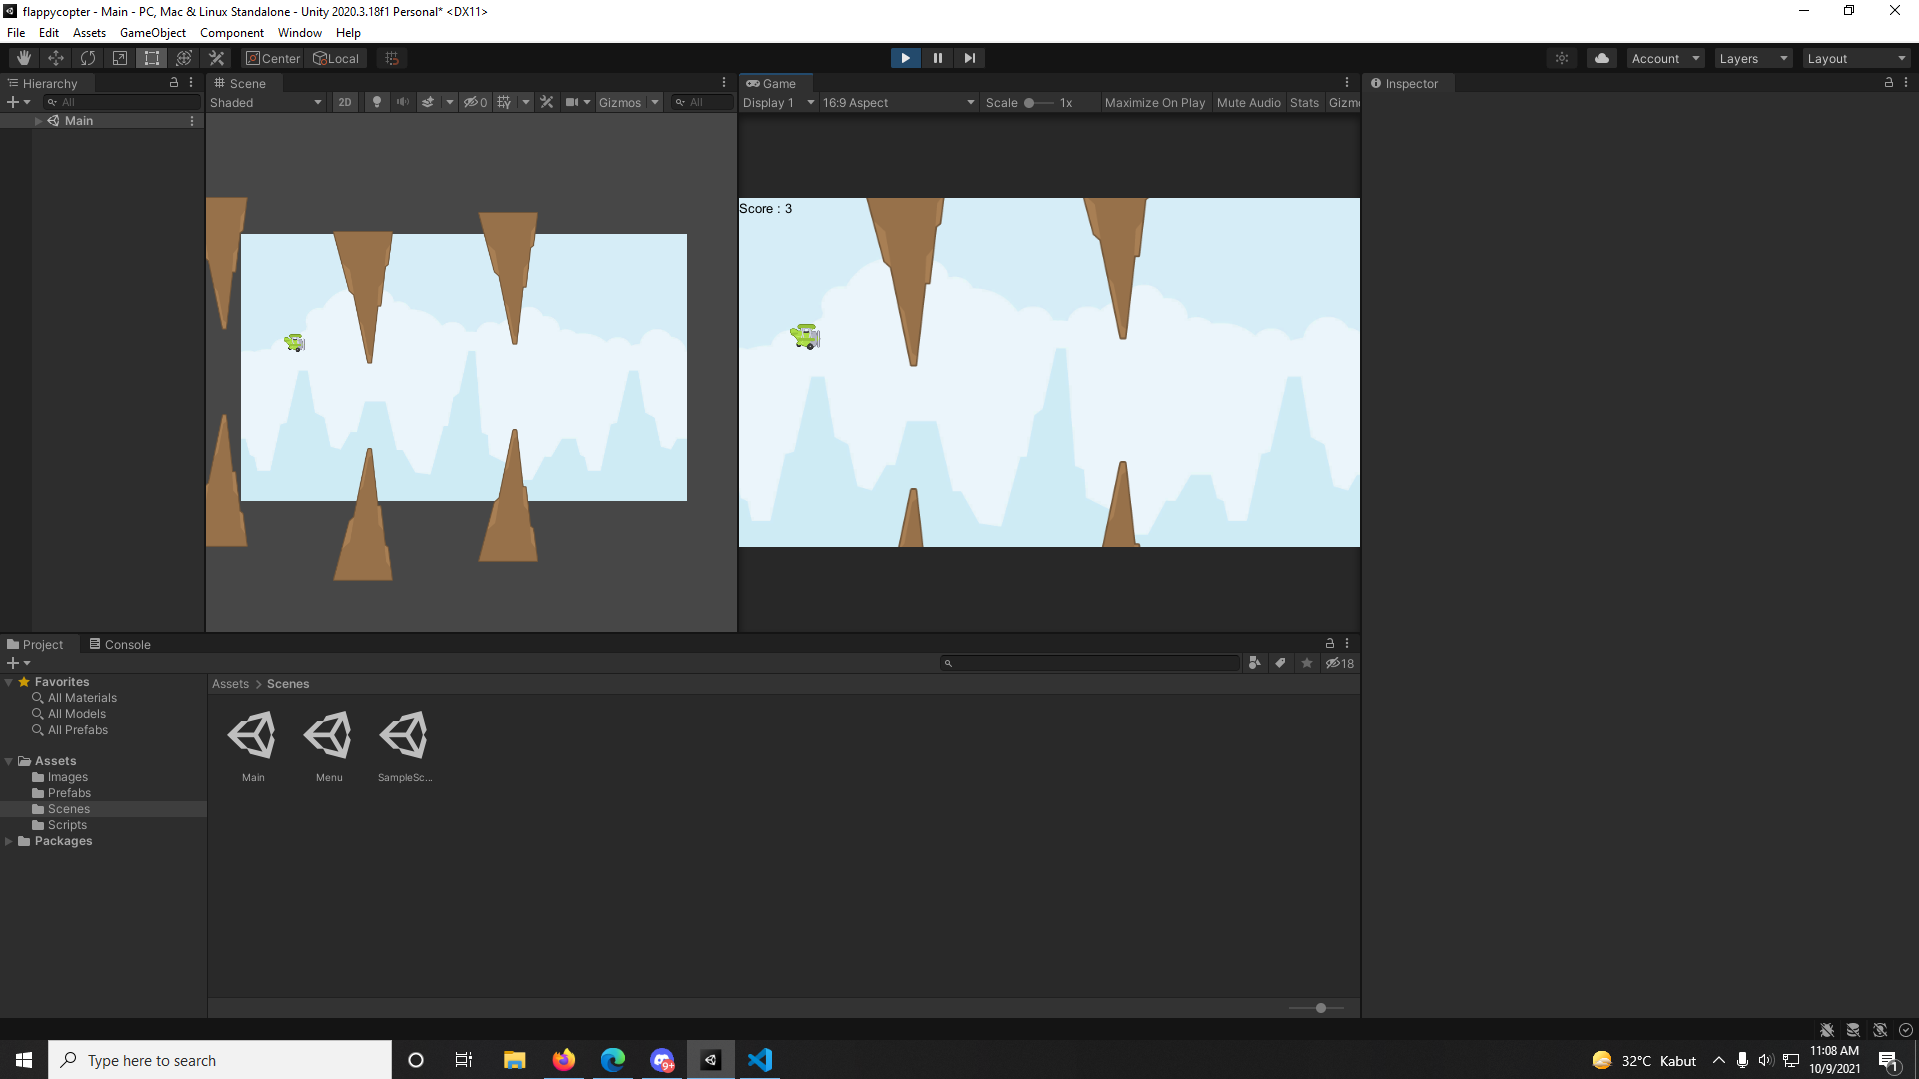 flappycopter - Main - PC, Mac & Linux Standalone - Unity 2020.3.18f1 Personal* <DX11>
File Edit Assets GameObject Component Window Help
Center Local Account Layers Layout
Hierarchy
All
Main
Scene
Shaded 2D 0 Gizmos All
Game
Display 1 16:9 Aspect Scale 1x Maximize On Play Mute Audio Stats Gizm
Score : 3
Inspector
Project Console
18
Favorites
All Materials
All Models
All Prefabs
Assets
Images
Prefabs
Scenes
Scripts
Packages
Assets > Scenes
Main Menu SampleSc...
Type here to search
9+
32°C Kabut
11:08 AM
10/9/2021
1